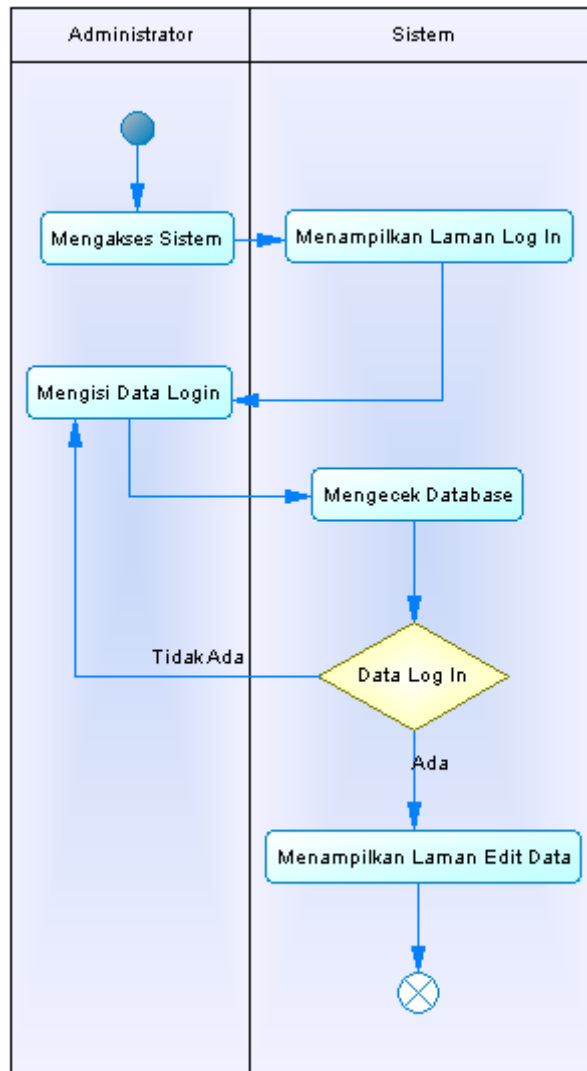 Administrator
Sistem
Mengakses Sistem
Menampilkan Laman Log In
Mengisi Data Login
Mengecek Database
Tidak Ada
Data Log In
Ada
Menampilkan Laman Edit Data